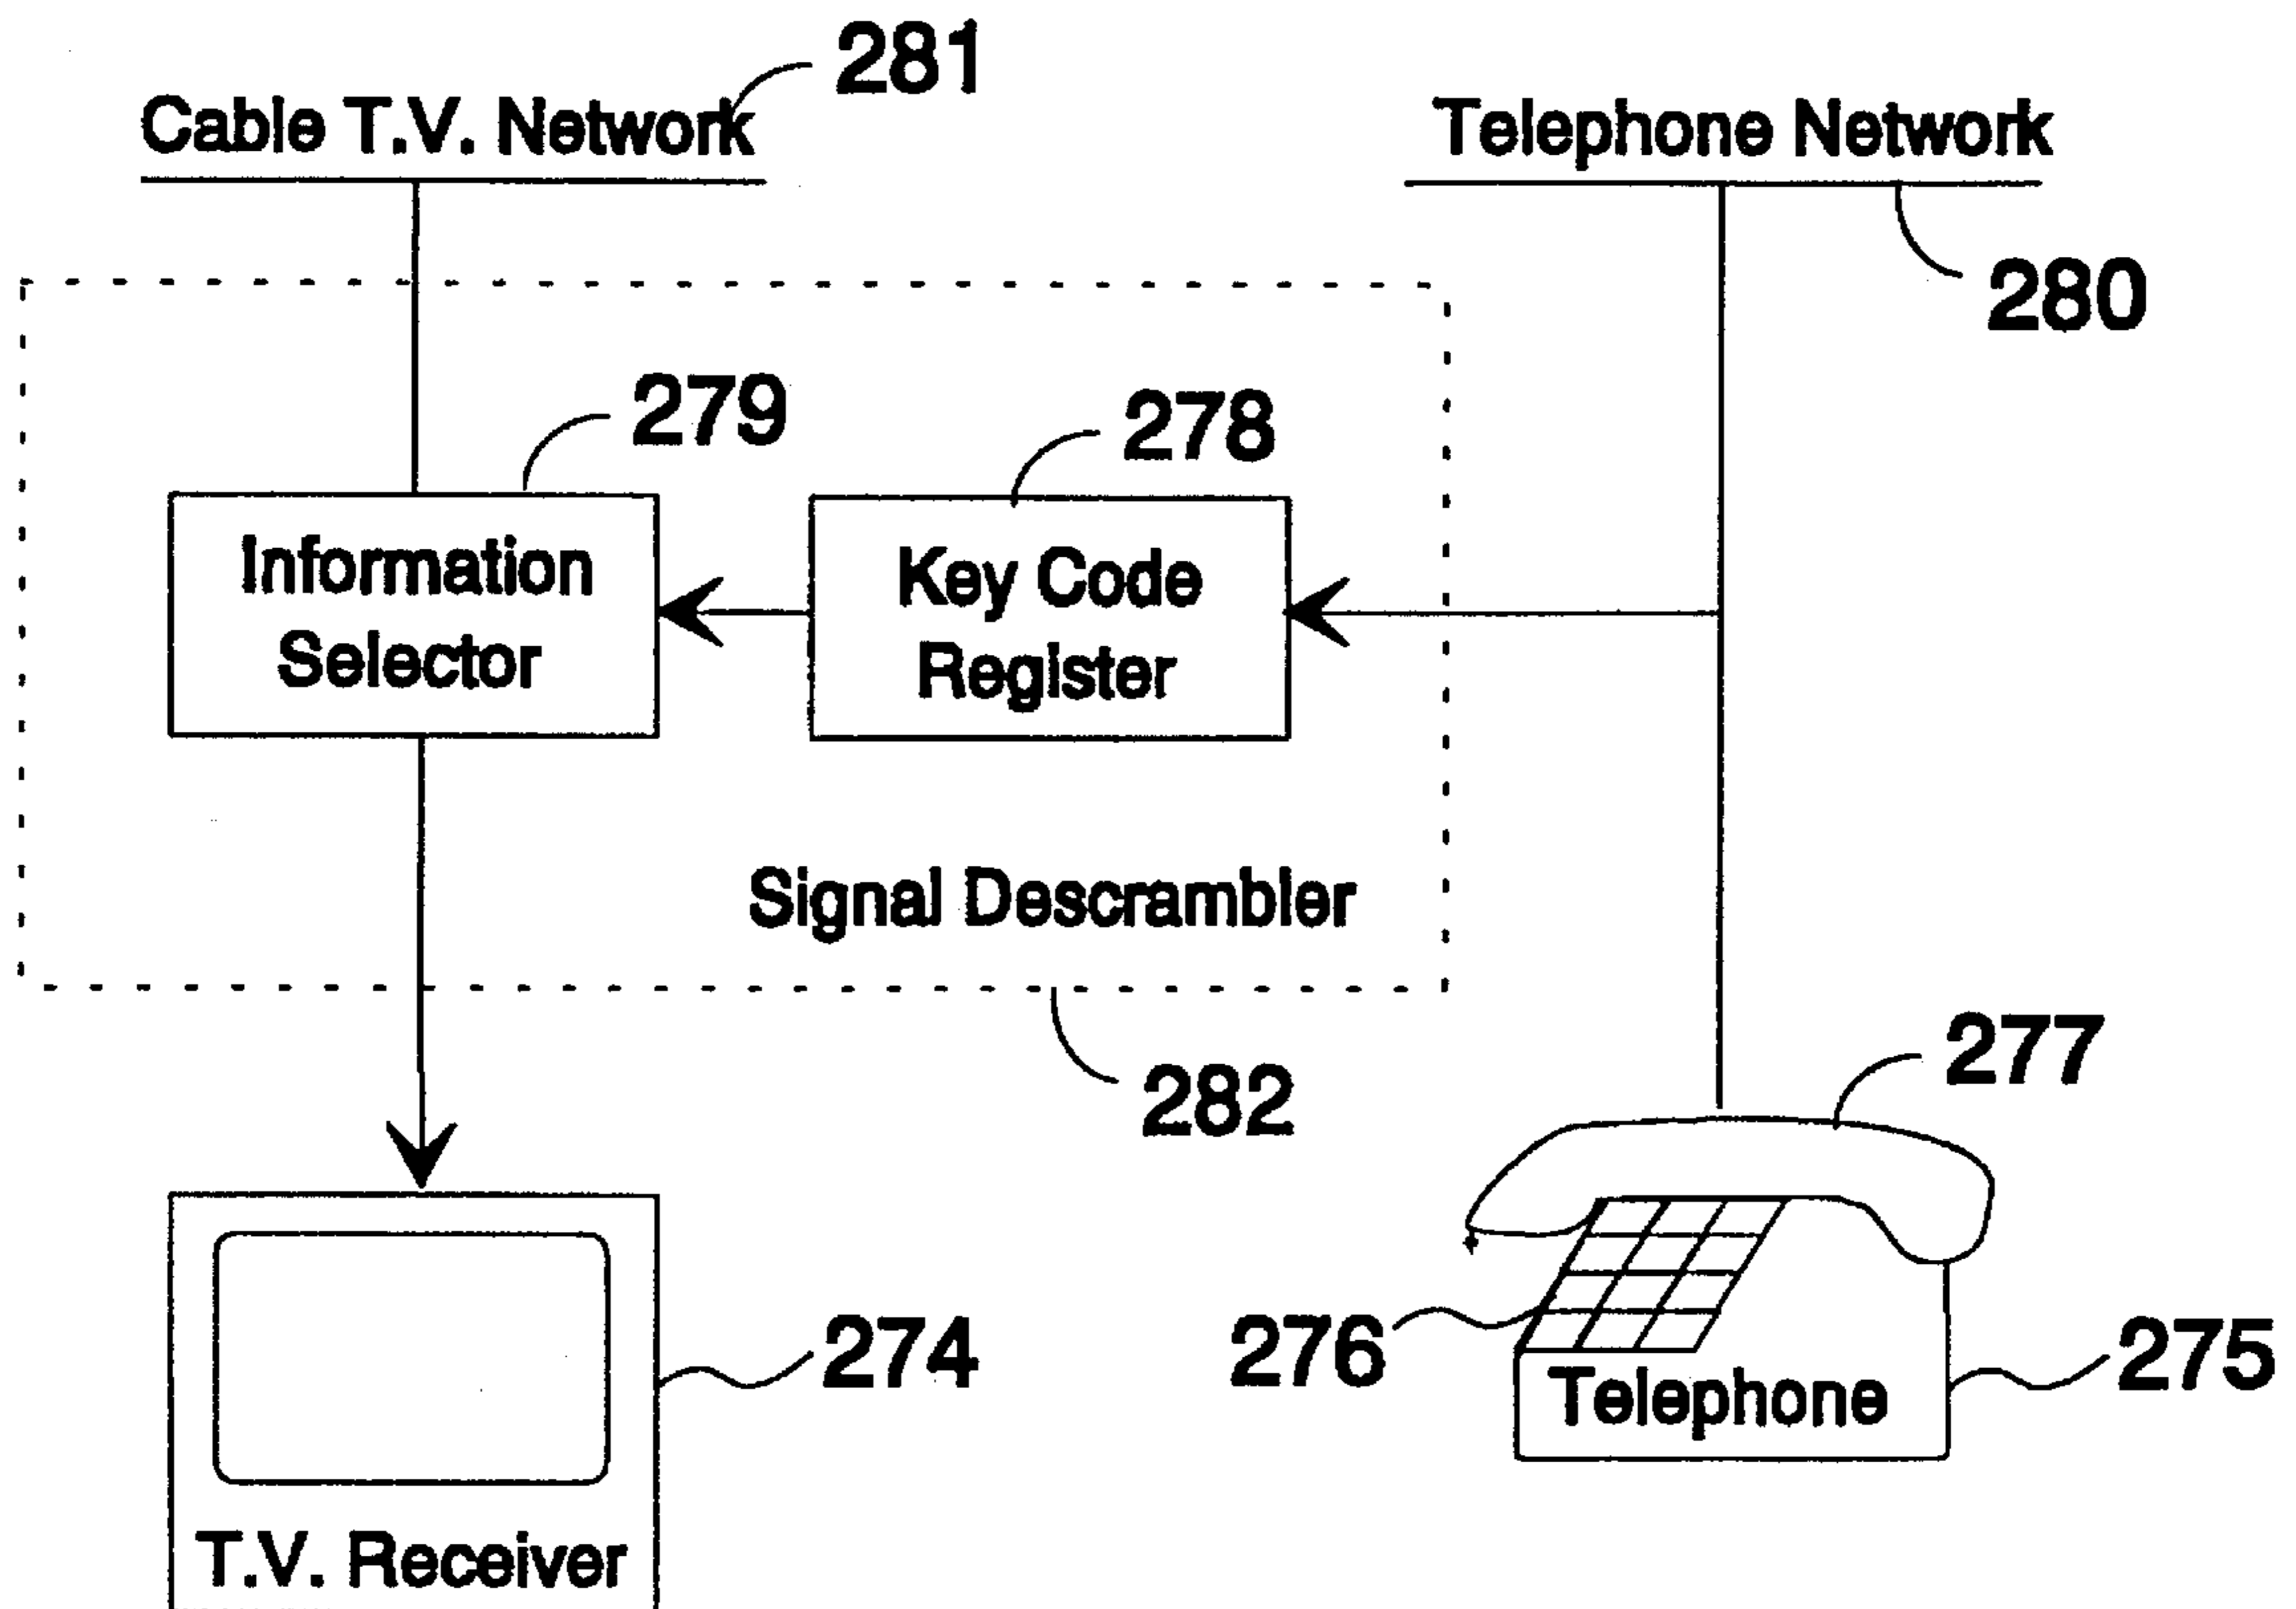 281
Cable T.V. Network
Telephone Network
280
279
278
Information
Selector
Key Code
Register
Signal Descrambler
282
277
274
276
275
Telephone
T.V. Receiver